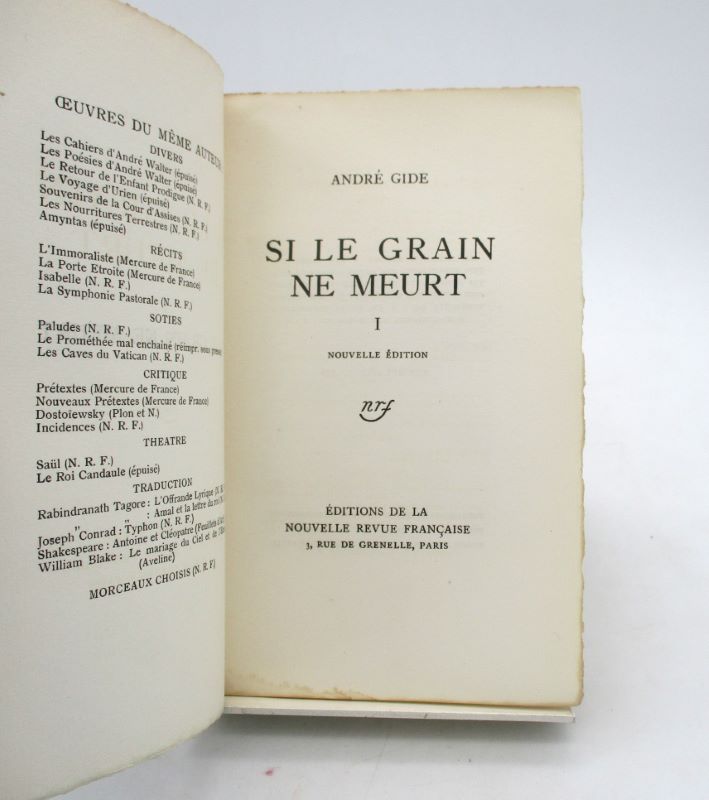 ŒUVRES DU MÊME AUTEUR
DIVERS
Les Cahiers d'André Walter (épuisé)
Les Poésies d'André Walter (épuisé)
Le Retour de l'Enfant Prodigue (N. R. F.)
Le Voyage d'Urien (épuisé)
Souvenirs de la Cour d'Assises (N. R. F.)
Les Nourritures Terrestres (N. R. F.)
Amyntas (épuisé)
RÉCITS
L'Immoraliste (Mercure de France)
La Porte Etroite (Mercure de France)
Isabelle (N. R. F.)
La Symphonie Pastorale (N. R. F.)
SOTIES
Paludes (N. R. F.)
Le Prométhée mal enchaîné (réimpr. sous presse)
Les Caves du Vatican (N. R. F.)
CRITIQUE
Prétextes (Mercure de France)
Nouveaux Prétextes (Mercure de France)
Dostoïewsky (Plon et N.)
Incidences (N. R. F.)
THEATRE
Saül (N. R. F.)
Le Roi Candaule (épuisé)
TRADUCTION
Rabindranath Tagore : L'Offrande Lyrique (N. R.
" " : Amal et la lettre du roi
Joseph Conrad : Typhon (N. R. F.)
Shakespeare : Antoine et Cléopâtre
William Blake : Le mariage du Ciel et de
(Aveline)
MORCEAUX CHOISIS (N. R. F.)
ANDRÉ GIDE
SI LE GRAIN
NE MEURT
I
NOUVELLE ÉDITION
nrf
ÉDITIONS DE LA
NOUVELLE REVUE FRANÇAISE
3, RUE DE GRENELLE, PARIS